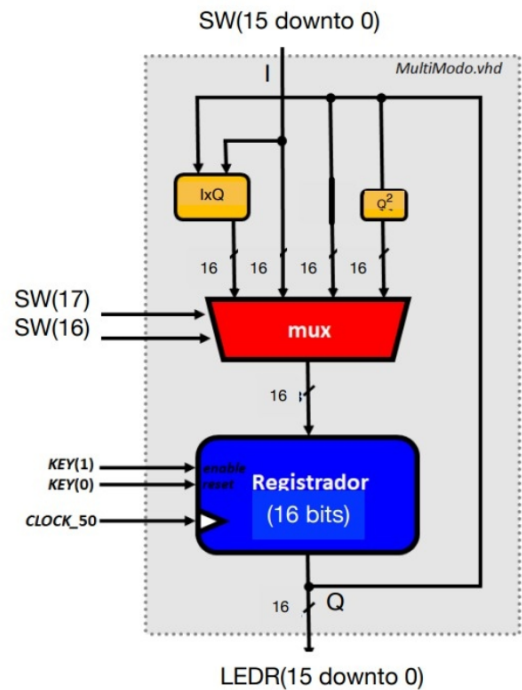 SW(15 downto 0)
MultiModo.vhd
I
IxQ
Q²
16 16 16 16
SW(17)
SW(16)
mux
16
KEY(1)
enable
KEY(0)
reset
Registrador
(16 bits)
CLOCK_50
16
Q
LEDR(15 downto 0)